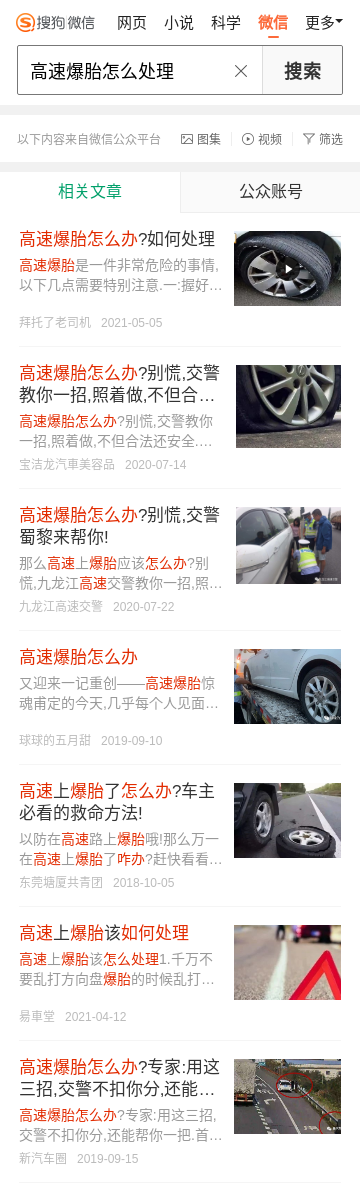 搜狗微信 网页 小说 科学 微信 更多
高速爆胎怎么处理 搜索
以下内容来自微信公众平台 图集 视频 筛选
相关文章 公众账号
高速爆胎怎么办?如何处理
高速爆胎是一件非常危险的事情,
以下几点需要特别注意.一:握好…
拜托了老司机 2021-05-05
高速爆胎怎么办?别慌,交警
教你一招,照着做,不但合…
高速爆胎怎么办?别慌,交警教你
一招,照着做,不但合法还安全.…
宝洁龙汽車美容品 2020-07-14
高速爆胎怎么办?别慌,交警
蜀黎来帮你!
那么高速上爆胎应该怎么办?别
慌,九龙江高速交警教你一招,照…
九龙江高速交警 2020-07-22
高速爆胎怎么办
又迎来一记重创——高速爆胎惊
魂甫定的今天,几乎每个人见面…
球球的五月甜 2019-09-10
高速上爆胎了怎么办?车主
必看的救命方法!
以防在高速路上爆胎哦!那么万一
在高速上爆胎了咋办?赶快看看…
东莞塘厦共青团 2018-10-05
高速上爆胎该如何处理
高速上爆胎该怎么处理1.千万不
要乱打方向盘爆胎的时候乱打…
易車堂 2021-04-12
高速爆胎怎么办?专家:用这
三招,交警不扣你分,还能…
高速爆胎怎么办?专家:用这三招,
交警不扣你分,还能帮你一把.首…
新汽车圈 2019-09-15